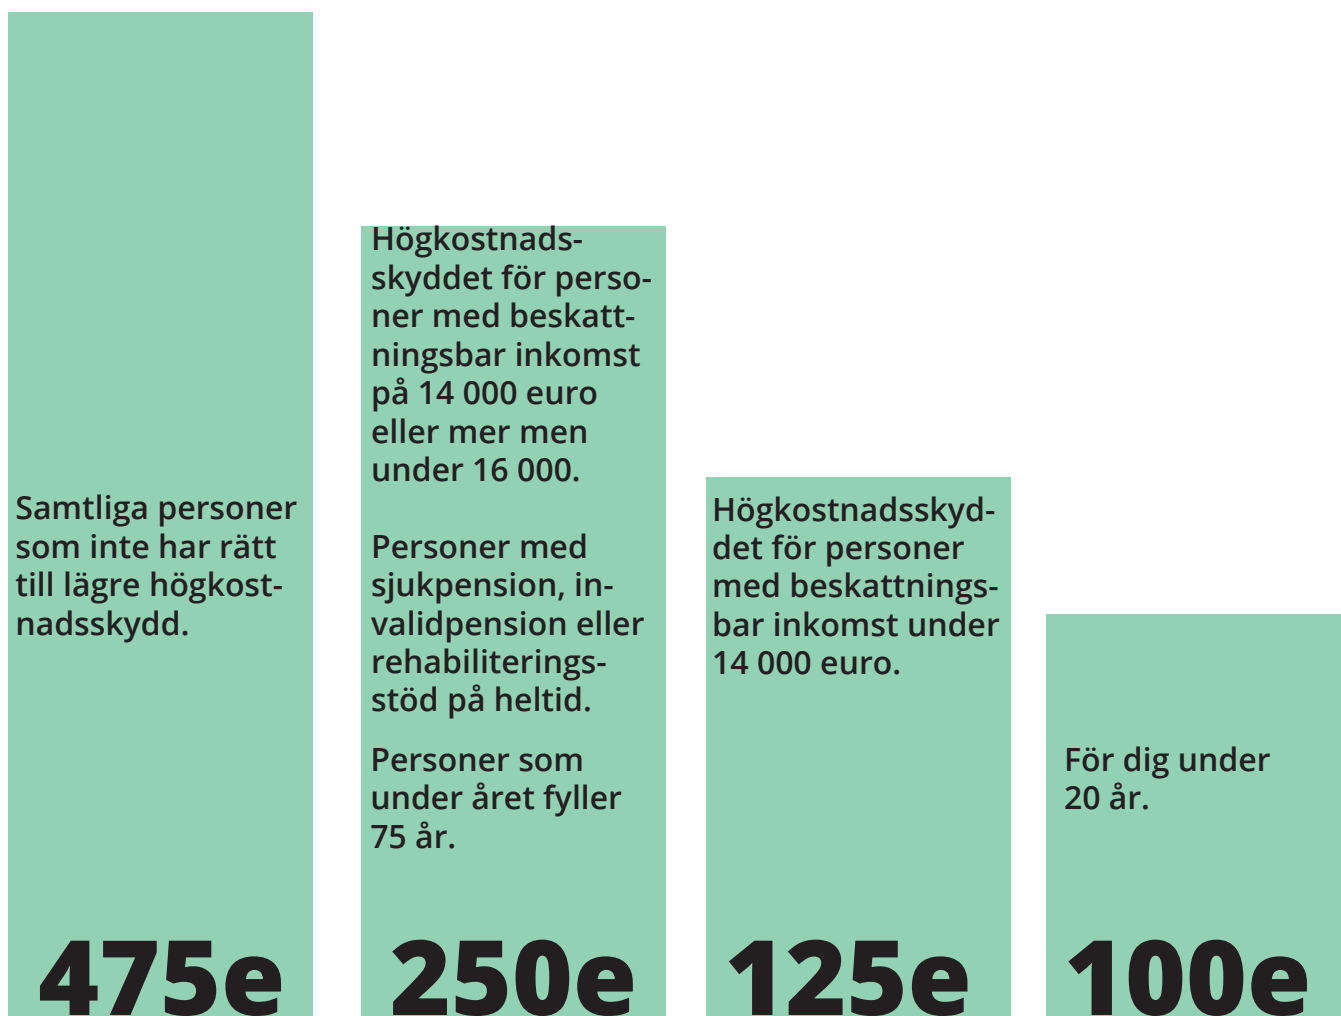 Samtliga personer
som inte har rätt
till lägre högkost-
nadsskydd.
475e
Högkostnads-
skyddet för perso-
ner med beskatt-
ningsbar inkomst
på 14 000 euro
eller mer men
under 16 000.
Personer med
sjukpension, in-
validpension eller
rehabiliterings-
stöd på heltid.
Personer som
under året fyller
75 år.
250e
Högkostnadsskyd-
det för personer
med beskattnings-
bar inkomst under
14 000 euro.
125e
För dig under
20 år.
100e